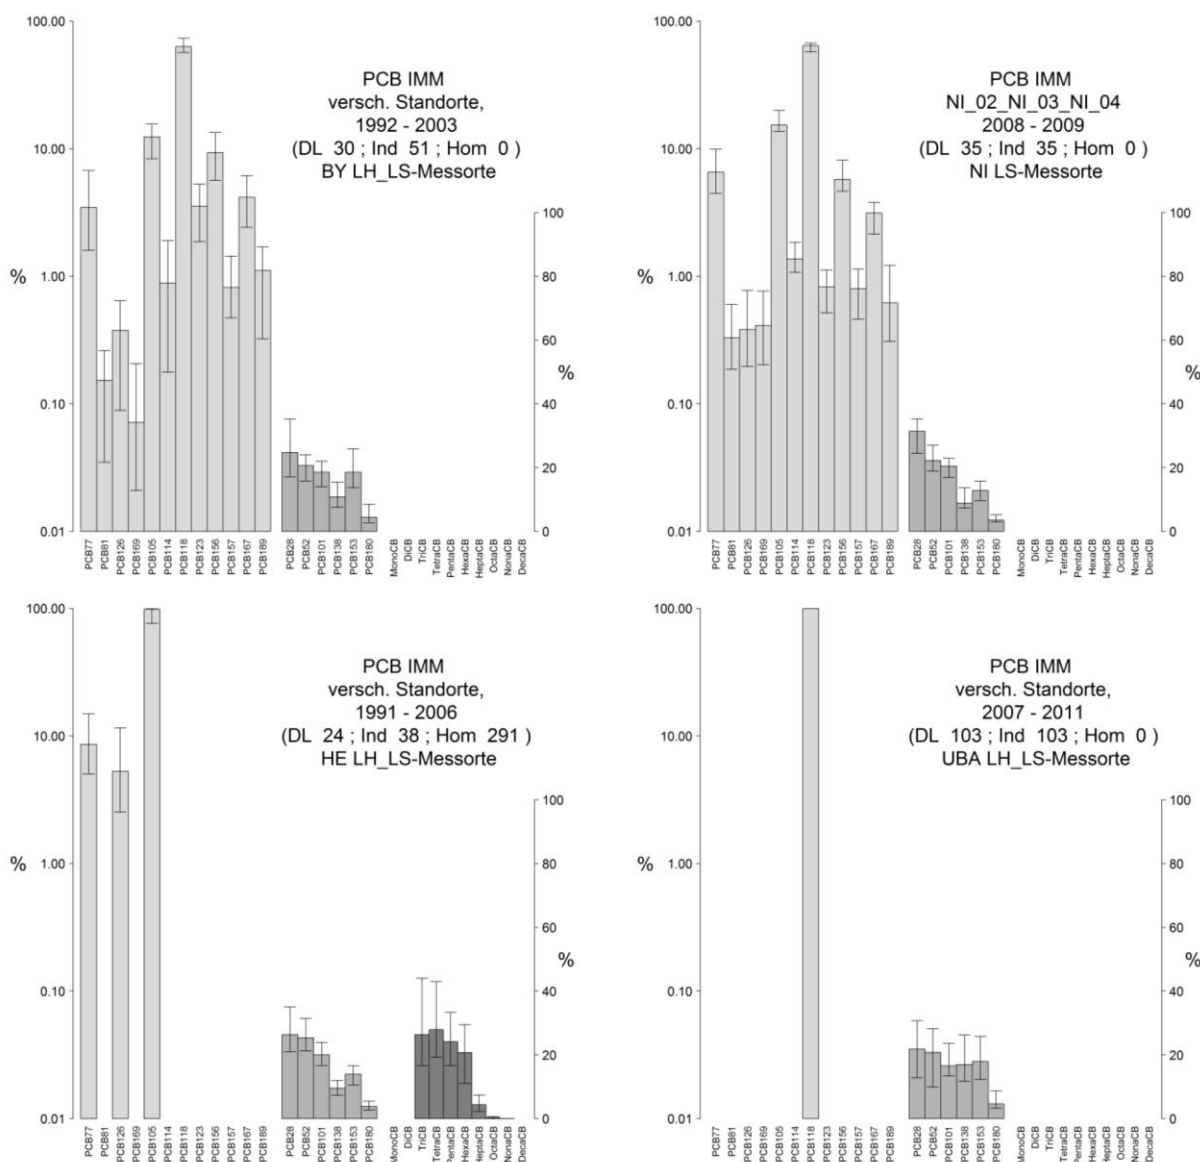 100.00
10.00
1.00
0.10
0.01
%
PCB IMM
versch. Standorte,
1992 - 2003
(DL 30 ; Ind 51 ; Hom 0 )
BY LH_LS-Messorte
100
80
60
40
20
0
%
PCB77
PCB81
PCB126
PCB169
PCB105
PCB114
PCB118
PCB123
PCB156
PCB157
PCB167
PCB189
PCB28
PCB52
PCB101
PCB138
PCB153
PCB180
MonoCB
DiCB
TriCB
TetraCB
PentaCB
HexaCB
HeptaCB
OctaCB
NonaCB
DecaCB
100.00
10.00
1.00
0.10
0.01
%
PCB IMM
NI_02_NI_03_NI_04
2008 - 2009
(DL 35 ; Ind 35 ; Hom 0 )
NI LS-Messorte
100
80
60
40
20
0
%
PCB77
PCB81
PCB126
PCB169
PCB105
PCB114
PCB118
PCB123
PCB156
PCB157
PCB167
PCB189
PCB28
PCB52
PCB101
PCB138
PCB153
PCB180
MonoCB
DiCB
TriCB
TetraCB
PentaCB
HexaCB
HeptaCB
OctaCB
NonaCB
DecaCB
100.00
10.00
1.00
0.10
0.01
%
PCB IMM
versch. Standorte,
1991 - 2006
(DL 24 ; Ind 38 ; Hom 291 )
HE LH_LS-Messorte
100
80
60
40
20
0
%
PCB77
PCB81
PCB126
PCB169
PCB105
PCB114
PCB118
PCB123
PCB156
PCB157
PCB167
PCB189
PCB28
PCB52
PCB101
PCB138
PCB153
PCB180
MonoCB
DiCB
TriCB
TetraCB
PentaCB
HexaCB
HeptaCB
OctaCB
NonaCB
DecaCB
100.00
10.00
1.00
0.10
0.01
%
PCB IMM
versch. Standorte,
2007 - 2011
(DL 103 ; Ind 103 ; Hom 0 )
UBA LH_LS-Messorte
100
80
60
40
20
0
%
PCB77
PCB81
PCB126
PCB169
PCB105
PCB114
PCB118
PCB123
PCB156
PCB157
PCB167
PCB189
PCB28
PCB52
PCB101
PCB138
PCB153
PCB180
MonoCB
DiCB
TriCB
TetraCB
PentaCB
HexaCB
HeptaCB
OctaCB
NonaCB
DecaCB